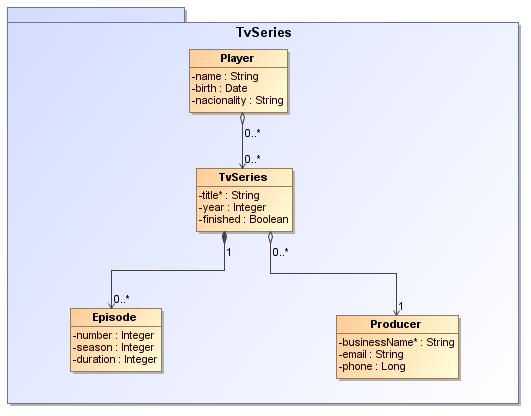 TvSeries
Player
-name : String
-birth : Date
-nacionality : String
0..*
0..*
TvSeries
-title* : String
-year : Integer
-finished : Boolean
1
0..*
0..*
1
Episode
-number : Integer
-season : Integer
-duration : Integer
Producer
-businessName* : String
-email : String
-phone : Long